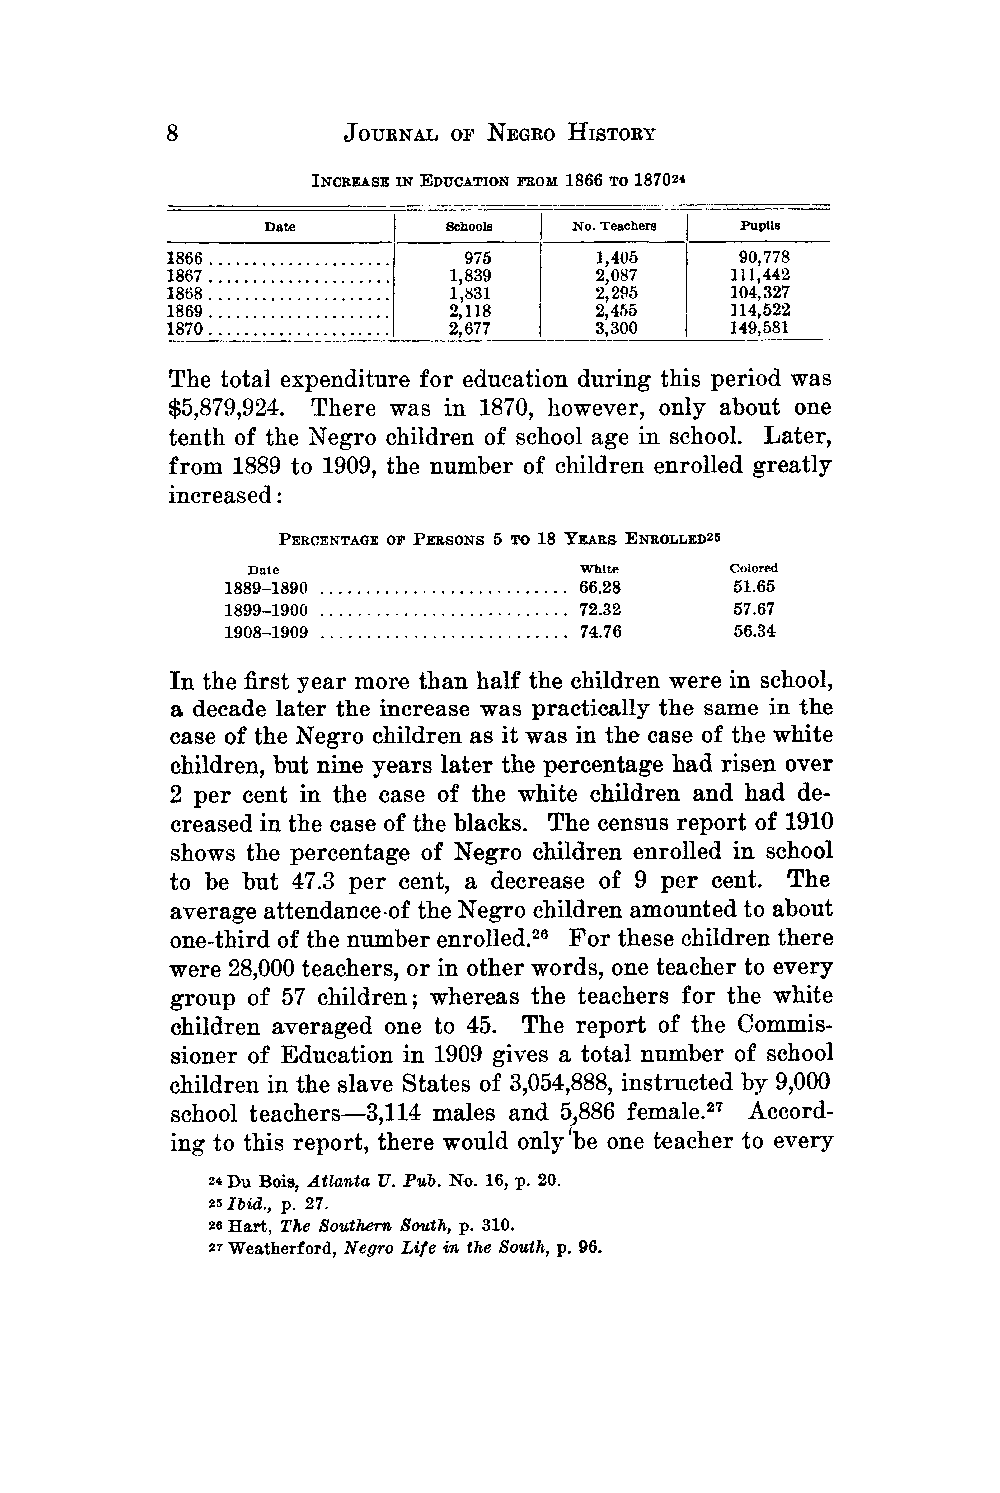 8 JOURNAL OF NEGRO HISTORY
INCREASE IN EDUCATION FROM 1866 TO 1870²⁴
Date Schools No. Teachers Pupils
1866 . . . . . . . . . . . . . . . . . . . . . 975 1,405 90,778
1867 . . . . . . . . . . . . . . . . . . . . . 1,839 2,087 111,442
1868 . . . . . . . . . . . . . . . . . . . . . 1,831 2,295 104,327
1869 . . . . . . . . . . . . . . . . . . . . . 2,118 2,455 114,522
1870 . . . . . . . . . . . . . . . . . . . . . 2,677 3,300 149,581
The total expenditure for education during this period was
$5,879,924. There was in 1870, however, only about one
tenth of the Negro children of school age in school. Later,
from 1889 to 1909, the number of children enrolled greatly
increased:
PERCENTAGE OF PERSONS 5 TO 18 YEARS ENROLLED²⁵
Date White Colored
1889–1890 . . . . . . . . . . . . . . . . . . . . . . . . . . . 66.28 51.65
1899–1900 . . . . . . . . . . . . . . . . . . . . . . . . . . . 72.32 57.67
1908–1909 . . . . . . . . . . . . . . . . . . . . . . . . . . . 74.76 56.34
In the first year more than half the children were in school,
a decade later the increase was practically the same in the
case of the Negro children as it was in the case of the white
children, but nine years later the percentage had risen over
2 per cent in the case of the white children and had de-
creased in the case of the blacks. The census report of 1910
shows the percentage of Negro children enrolled in school
to be but 47.3 per cent, a decrease of 9 per cent. The
average attendance of the Negro children amounted to about
one-third of the number enrolled.²⁶ For these children there
were 28,000 teachers, or in other words, one teacher to every
group of 57 children; whereas the teachers for the white
children averaged one to 45. The report of the Commis-
sioner of Education in 1909 gives a total number of school
children in the slave States of 3,054,888, instructed by 9,000
school teachers—3,114 males and 5,886 female.²⁷ Accord-
ing to this report, there would only be one teacher to every
²⁴ Du Bois, Atlanta U. Pub. No. 16, p. 20.
²⁵ Ibid., p. 27.
²⁶ Hart, The Southern South, p. 310.
²⁷ Weatherford, Negro Life in the South, p. 96.